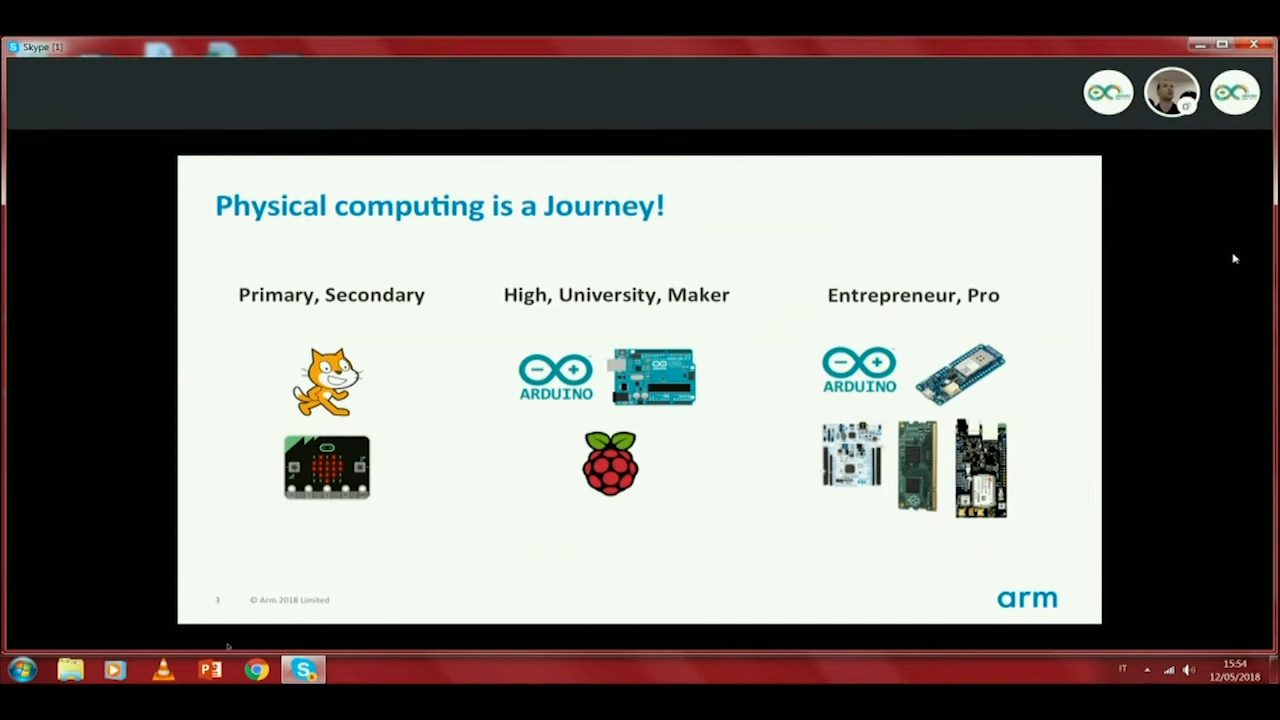 Skype [1]
Physical computing is a Journey!
Primary, Secondary
High, University, Maker
Entrepreneur, Pro
ARDUINO
ARDUINO
3
© Arm 2018 Limited
arm
IT
15:54
12/05/2018